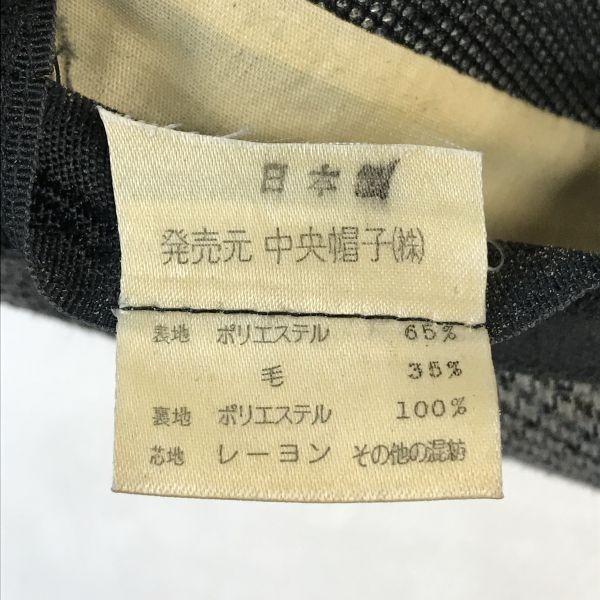 日本製
発売元 中央帽子㈱
表地 ポリエステル 65%
毛 35%
裏地 ポリエステル 100%
芯地 レーヨン その他の混紡